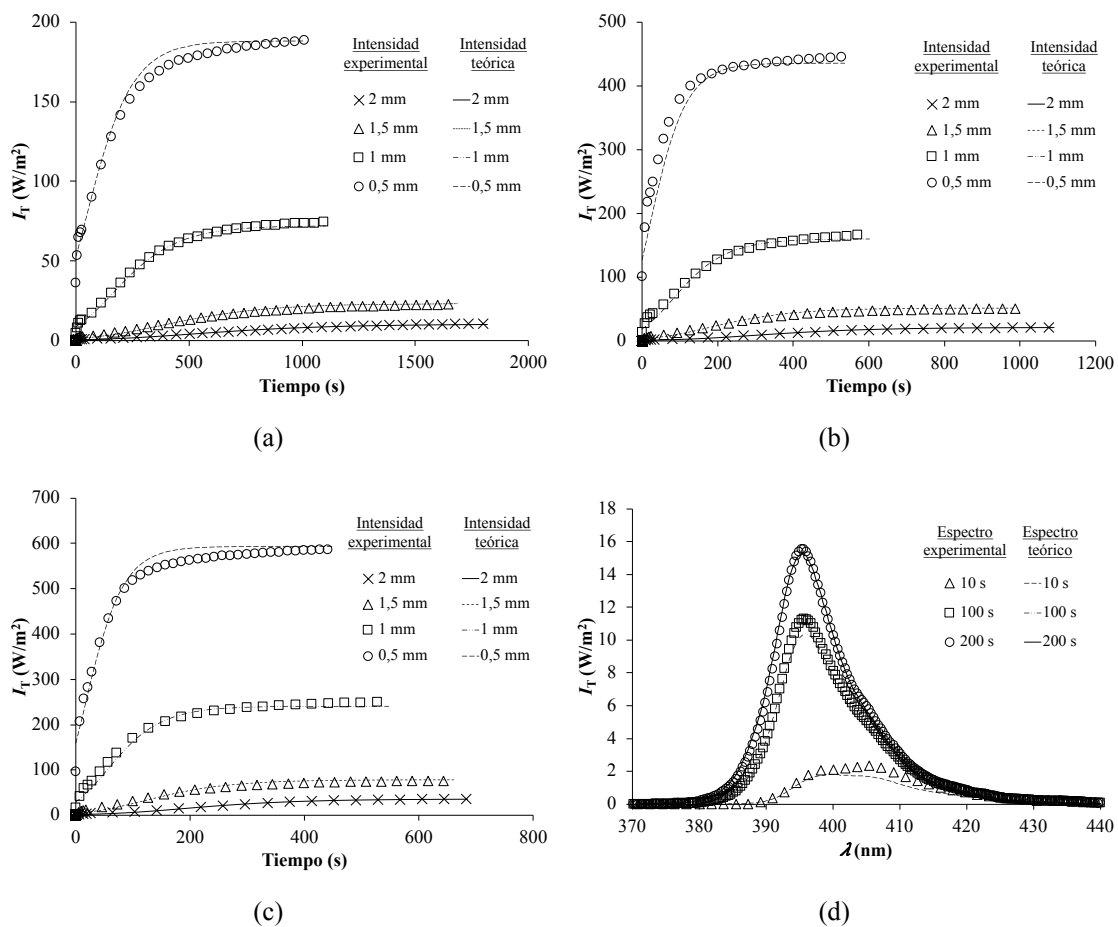 200
150
100
50
0
I_T (W/m²)
0
500
1000
1500
2000
Tiempo (s)
Intensidad experimental
Intensidad teórica
2 mm
2 mm
1,5 mm
1,5 mm
1 mm
1 mm
0,5 mm
0,5 mm
(a)
500
400
300
200
100
0
I_T (W/m²)
0
200
400
600
800
1000
1200
Tiempo (s)
Intensidad experimental
Intensidad teórica
2 mm
2 mm
1,5 mm
1,5 mm
1 mm
1 mm
0,5 mm
0,5 mm
(b)
700
600
500
400
300
200
100
0
I_T (W/m²)
0
200
400
600
800
Tiempo (s)
Intensidad experimental
Intensidad teórica
2 mm
2 mm
1,5 mm
1,5 mm
1 mm
1 mm
0,5 mm
0,5 mm
(c)
18
16
14
12
10
8
6
4
2
0
I_T (W/m²)
370
380
390
400
410
420
430
440
λ (nm)
Espectro experimental
Espectro teórico
10 s
10 s
100 s
100 s
200 s
200 s
(d)